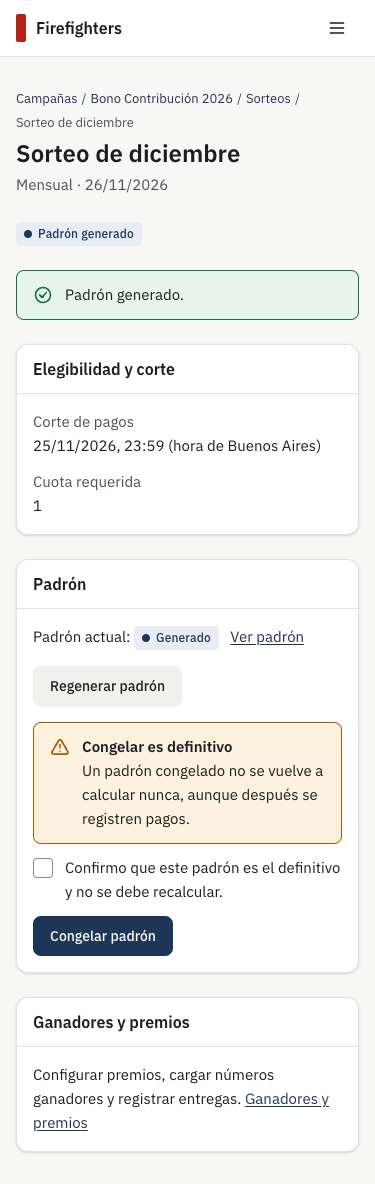 Firefighters
Campañas / Bono Contribución 2026 / Sorteos /
Sorteo de diciembre
Sorteo de diciembre
Mensual · 26/11/2026
Padrón generado
Padrón generado.
Elegibilidad y corte
Corte de pagos
25/11/2026, 23:59 (hora de Buenos Aires)
Cuota requerida
1
Padrón
Padrón actual: Generado Ver padrón
Regenerar padrón
Congelar es definitivo
Un padrón congelado no se vuelve a
calcular nunca, aunque después se
registren pagos.
Confirmo que este padrón es el definitivo
y no se debe recalcular.
Congelar padrón
Ganadores y premios
Configurar premios, cargar números
ganadores y registrar entregas. Ganadores y
premios